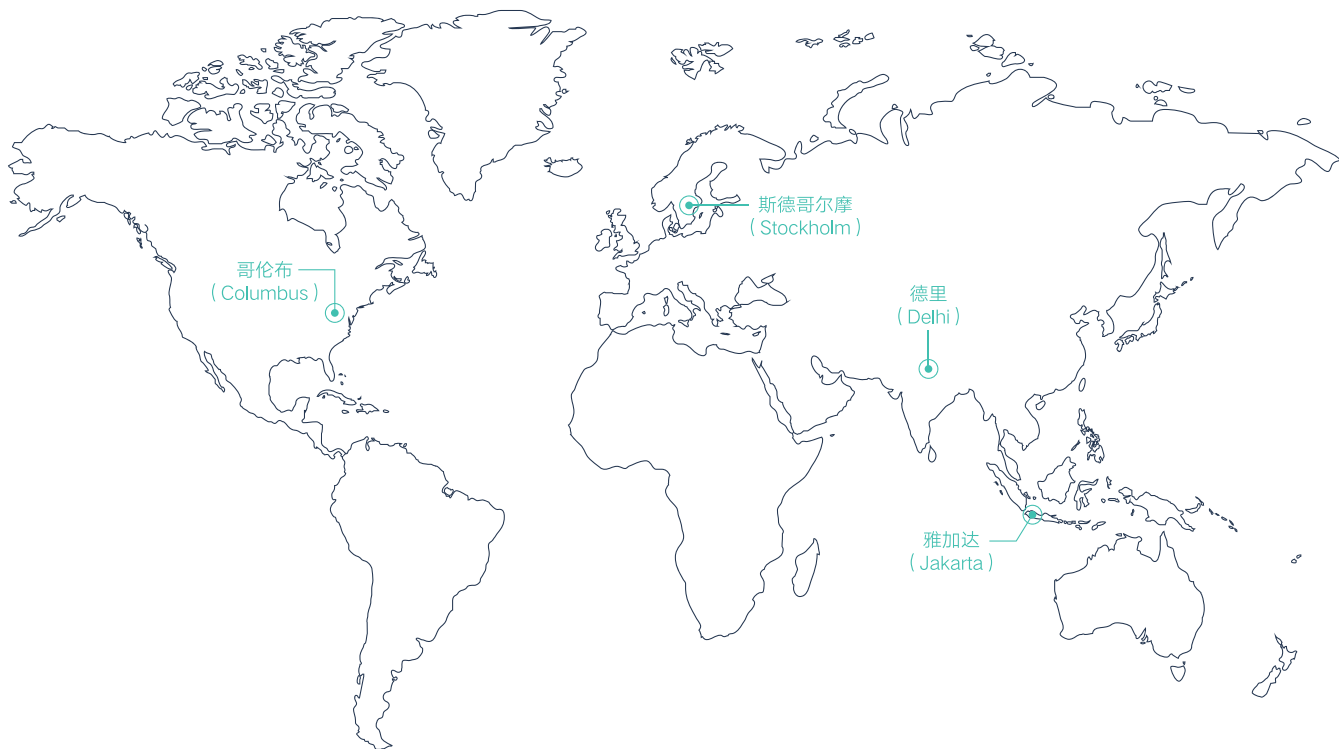 斯德哥尔摩
（Stockholm）
哥伦布
（Columbus）
德里
（Delhi）
雅加达
（Jakarta）